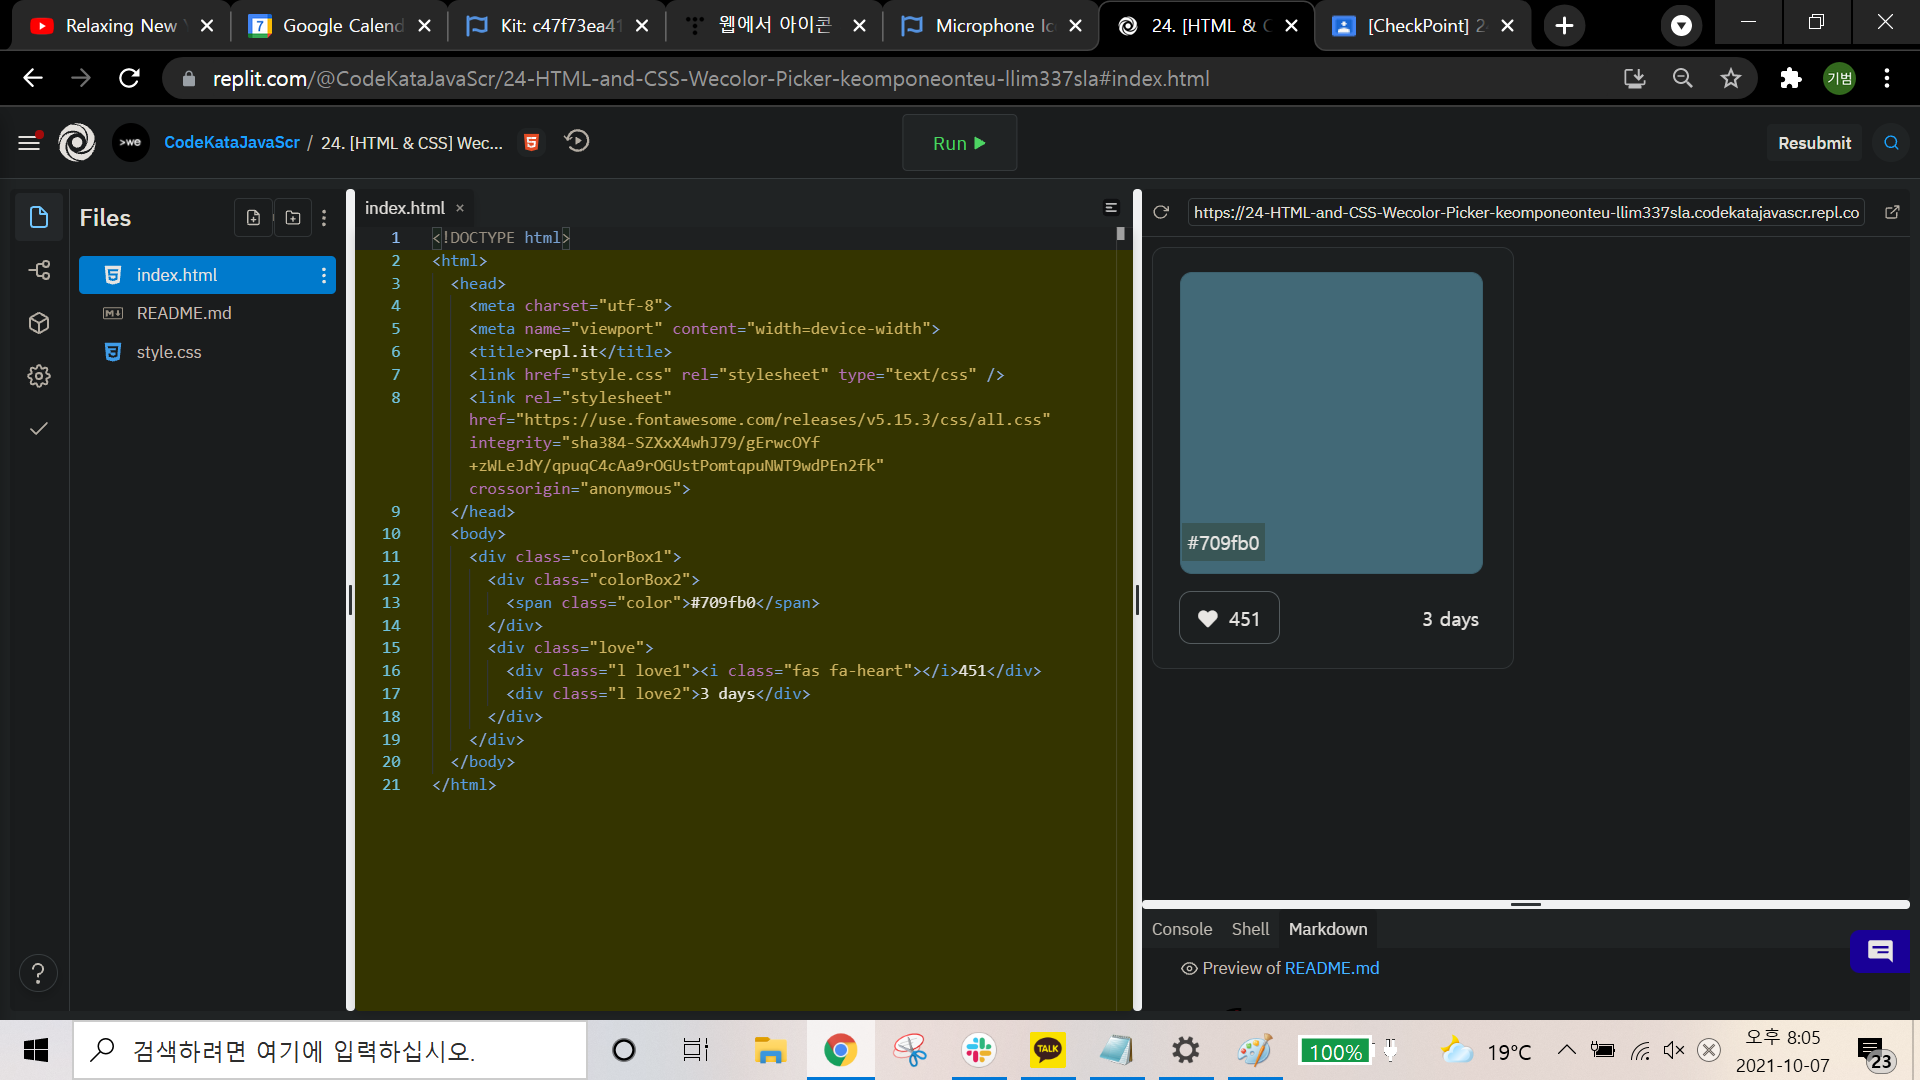 Relaxing New
Google Calend
Kit: c47f73ea41
웹에서 아이콘
Microphone Ic
24. [HTML & C
[CheckPoint] 2
replit.com/@CodeKataJavaScr/24-HTML-and-CSS-Wecolor-Picker-keomponeonteu-llim337sla#index.html
기범
>we
CodeKataJavaScr / 24. [HTML & CSS] Wec...
Run
Resubmit
Files
index.html
README.md
style.css
index.html
1 <!DOCTYPE html>
2 <html>
3 <head>
4 <meta charset="utf-8">
5 <meta name="viewport" content="width=device-width">
6 <title>repl.it</title>
7 <link href="style.css" rel="stylesheet" type="text/css" />
8 <link rel="stylesheet"
href="https://use.fontawesome.com/releases/v5.15.3/css/all.css"
integrity="sha384-SZXxX4whJ79/gErwcOYf
+zWLeJdY/qpuqC4cAa9rOGUstPomtqpuNWT9wdPEn2fk"
crossorigin="anonymous">
9 </head>
10 <body>
11 <div class="colorBox1">
12 <div class="colorBox2">
13 <span class="color">#709fb0</span>
14 </div>
15 <div class="love">
16 <div class="l love1"><i class="fas fa-heart"></i>451</div>
17 <div class="l love2">3 days</div>
18 </div>
19 </div>
20 </body>
21 </html>
https://24-HTML-and-CSS-Wecolor-Picker-keomponeonteu-llim337sla.codekatajavascr.repl.co
#709fb0
451
3 days
Console Shell Markdown
Preview of README.md
검색하려면 여기에 입력하십시오.
TALK
100%
19°C
오후 8:05
2021-10-07
23